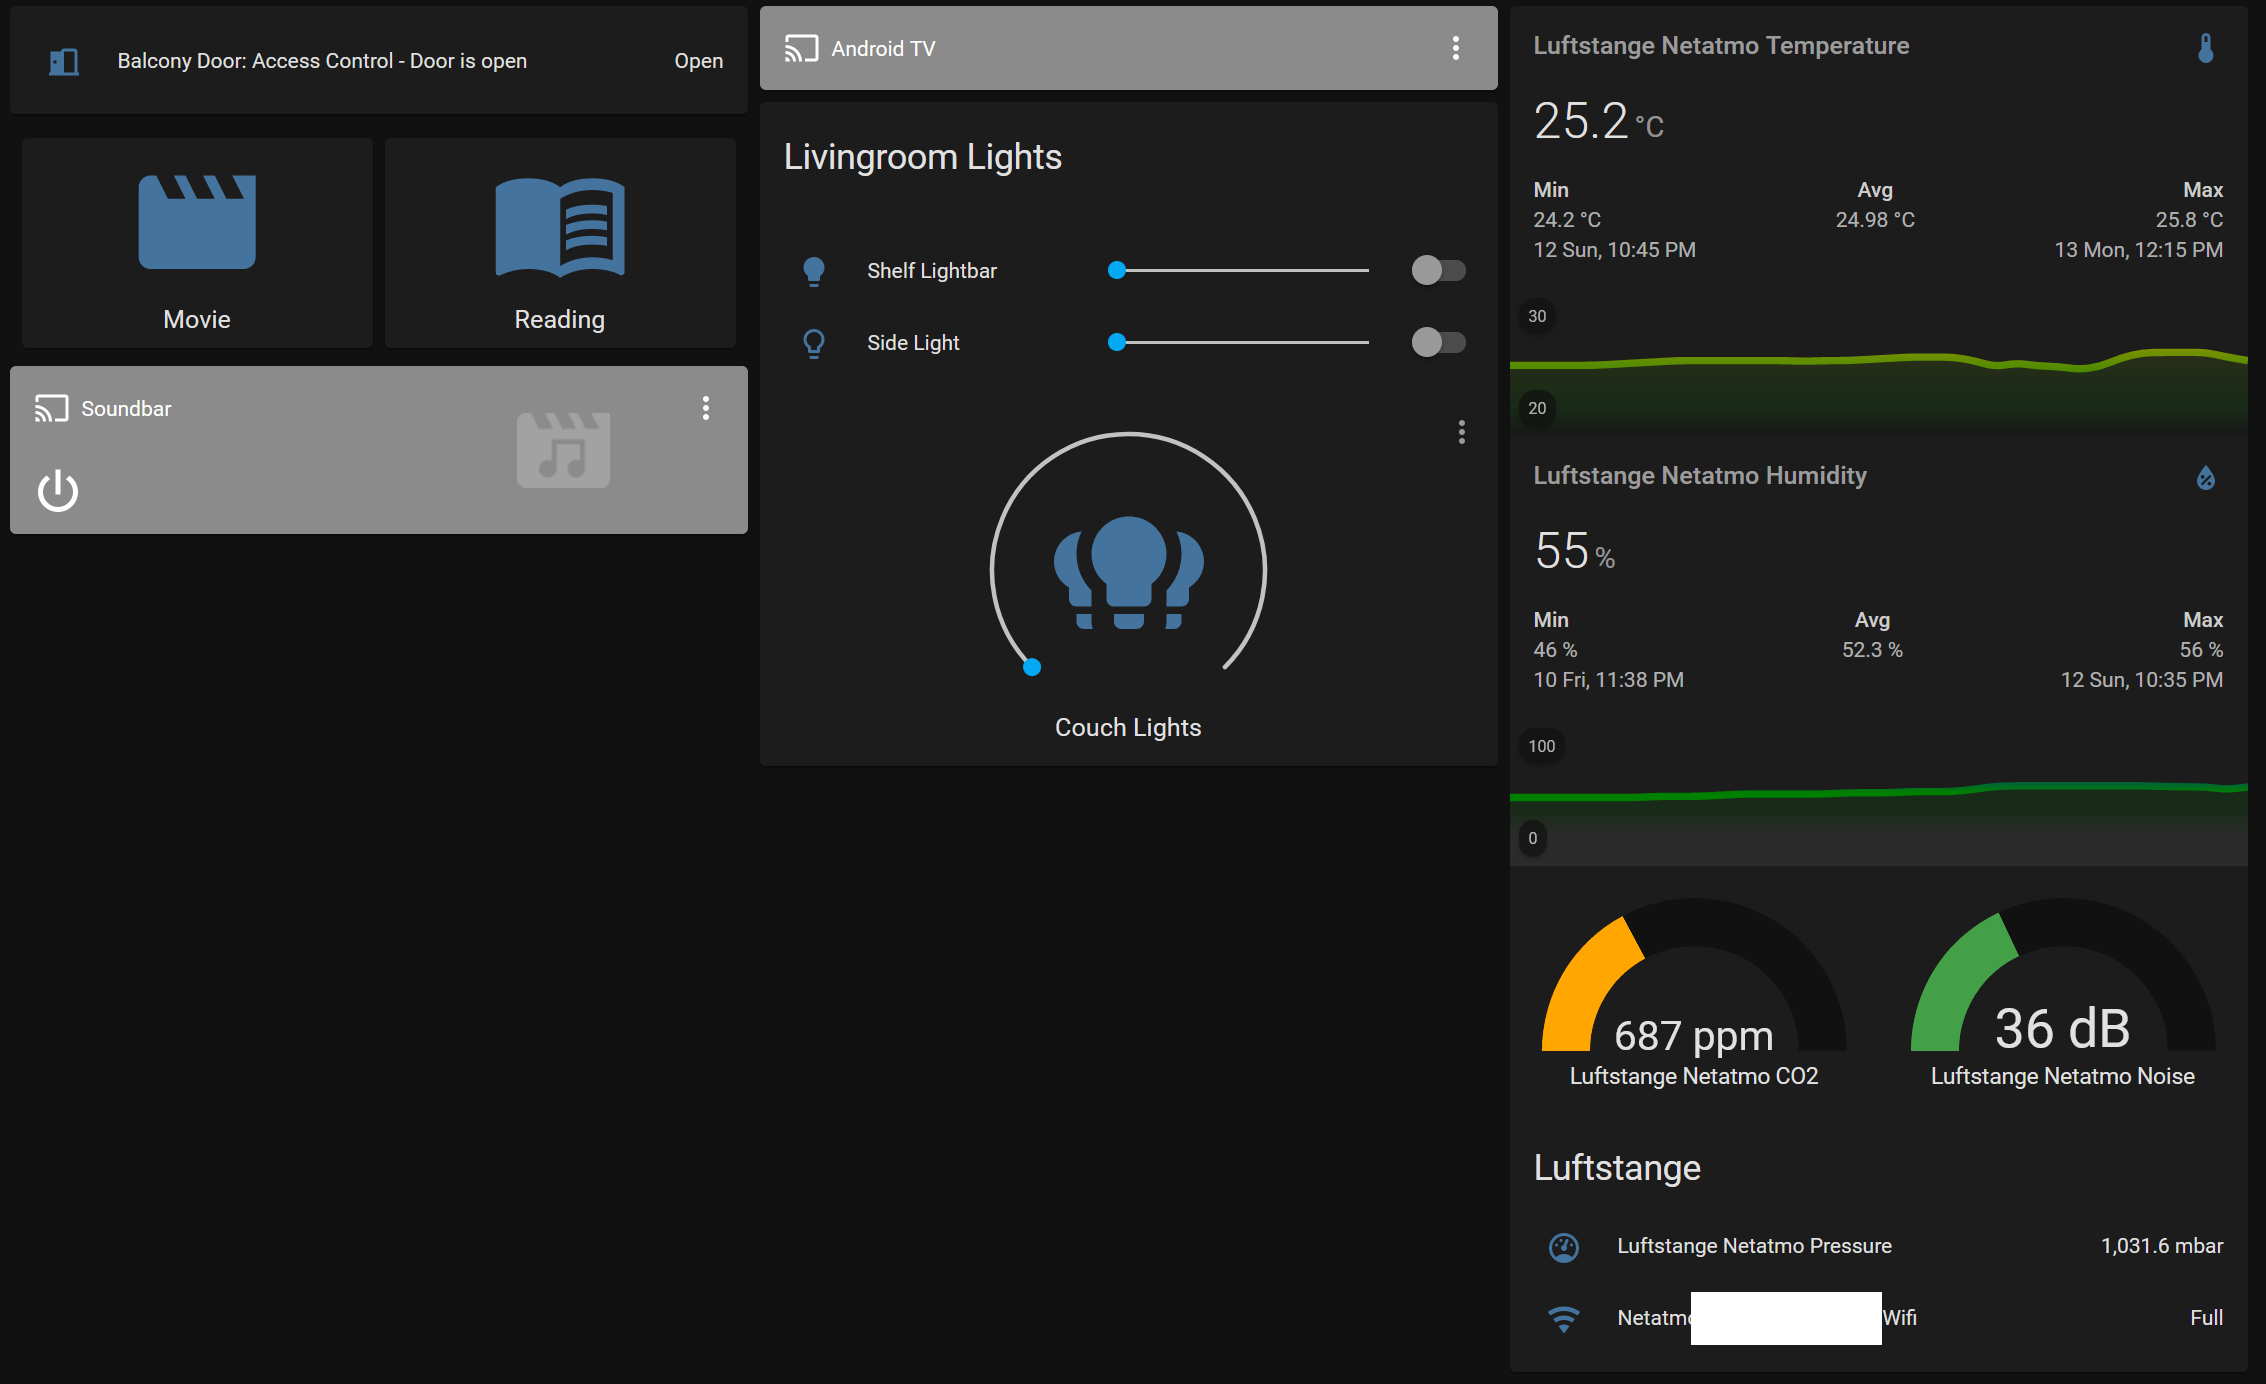 Balcony Door: Access Control - Door is open Open
Movie
Reading
Soundbar
Android TV
Livingroom Lights
Shelf Lightbar
Side Light
Couch Lights
Luftstange Netatmo Temperature
25.2 °C
Min Avg Max
24.2 °C 24.98 °C 25.8 °C
12 Sun, 10:45 PM 13 Mon, 12:15 PM
30
20
Luftstange Netatmo Humidity
55 %
Min Avg Max
46 % 52.3 % 56 %
10 Fri, 11:38 PM 12 Sun, 10:35 PM
100
0
687 ppm
Luftstange Netatmo CO2
36 dB
Luftstange Netatmo Noise
Luftstange
Luftstange Netatmo Pressure 1,031.6 mbar
Netatmo Wifi Full